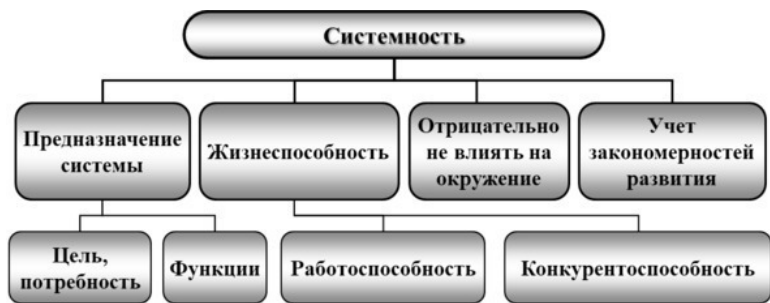 Системность
Предназначение
системы
Жизнеспособность
Отрицательно
не влиять на
окружение
Учет
закономерностей
развития
Цель,
потребность
Функции
Работоспособность
Конкурентоспособность